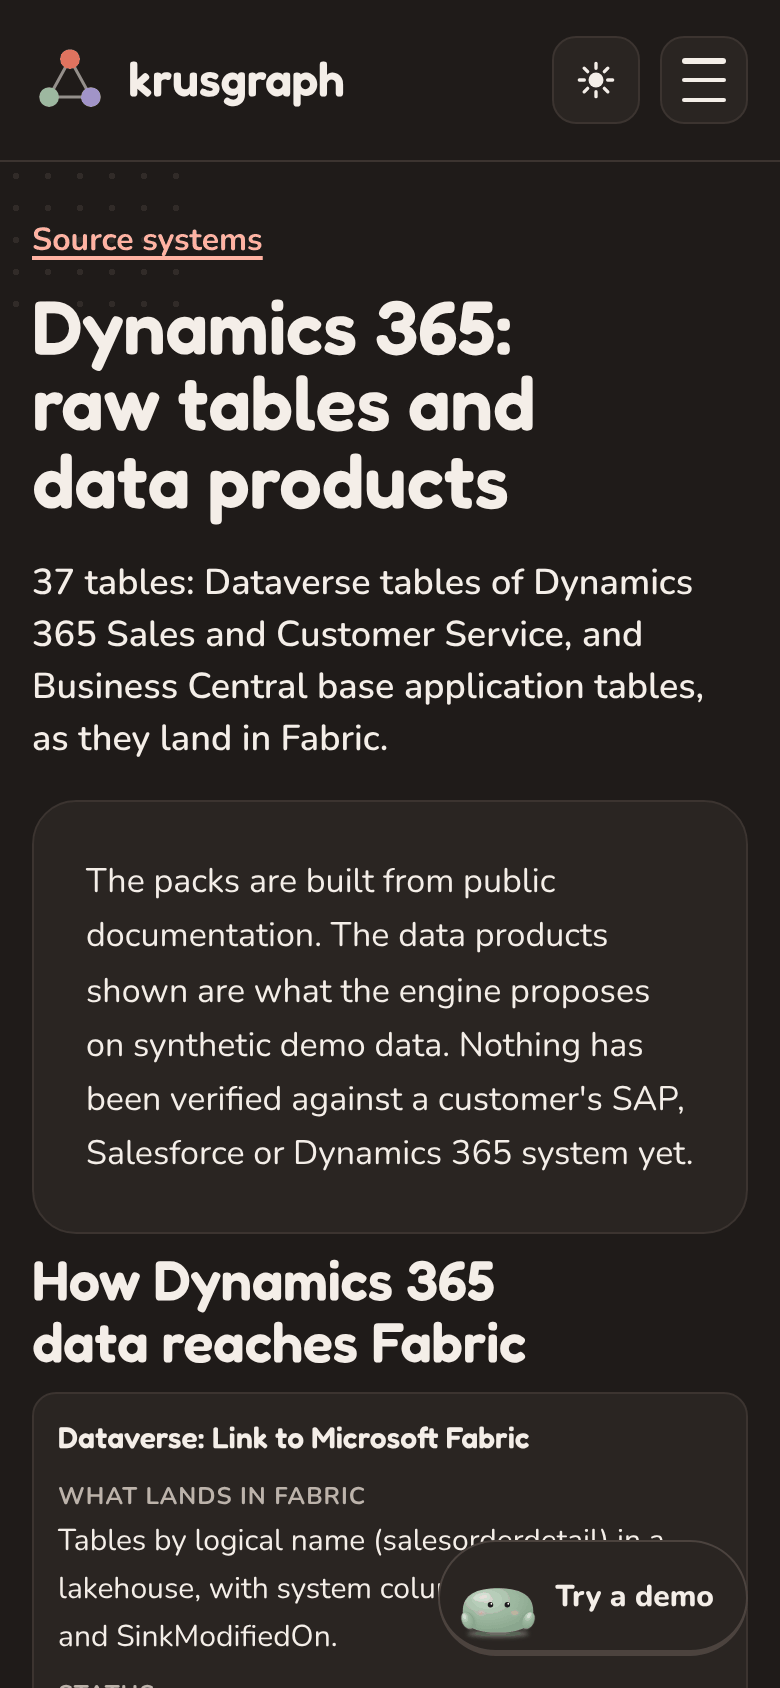 krusgraph
Source systems
Dynamics 365:
raw tables and
data products
37 tables: Dataverse tables of Dynamics
365 Sales and Customer Service, and
Business Central base application tables,
as they land in Fabric.
The packs are built from public
documentation. The data products
shown are what the engine proposes
on synthetic demo data. Nothing has
been verified against a customer's SAP,
Salesforce or Dynamics 365 system yet.
How Dynamics 365
data reaches Fabric
Dataverse: Link to Microsoft Fabric
WHAT LANDS IN FABRIC
Tables by logical name (salesorderdetail) in a
lakehouse, with system
and SinkModifiedOn.
Try a demo